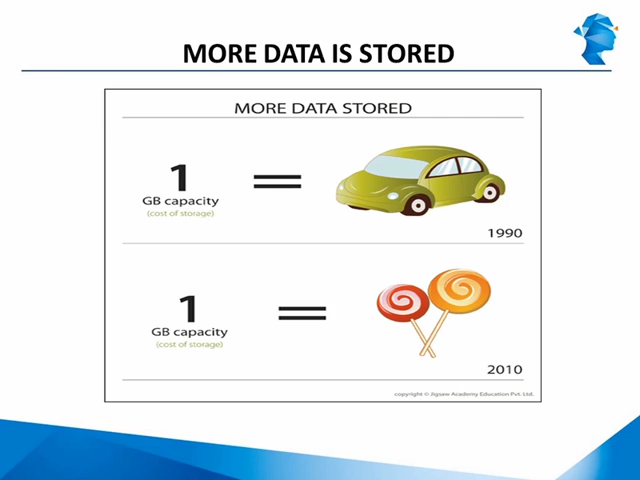 MORE DATA IS STORED
MORE DATA STORED
1
GB capacity
(cost of storage)
=
1990
1
GB capacity
(cost of storage)
=
2010
copyright © Jigsaw Academy Education Pvt. Ltd.